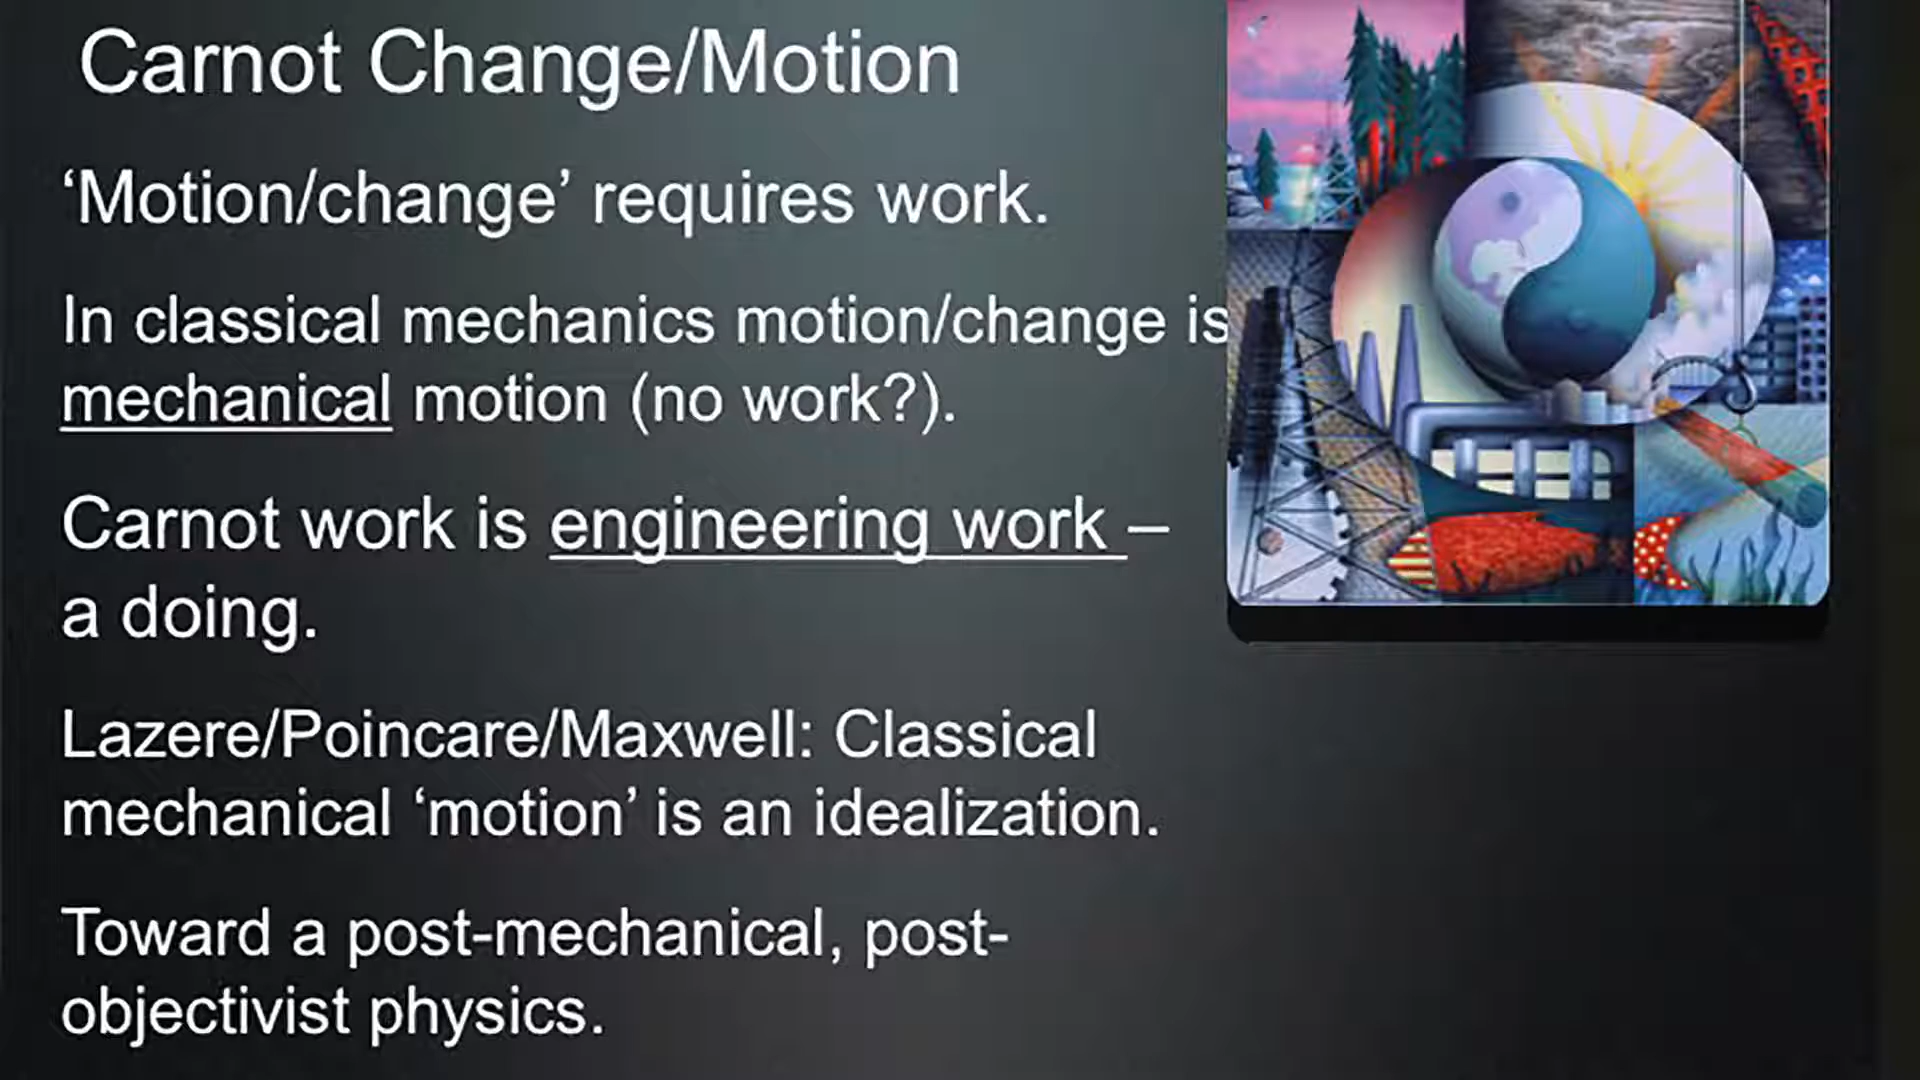 Carnot Change/Motion
‘Motion/change’ requires work.
In classical mechanics motion/change is
mechanical motion (no work?).
Carnot work is engineering work –
a doing.
Lazere/Poincare/Maxwell: Classical
mechanical ‘motion’ is an idealization.
Toward a post-mechanical, post-
objectivist physics.